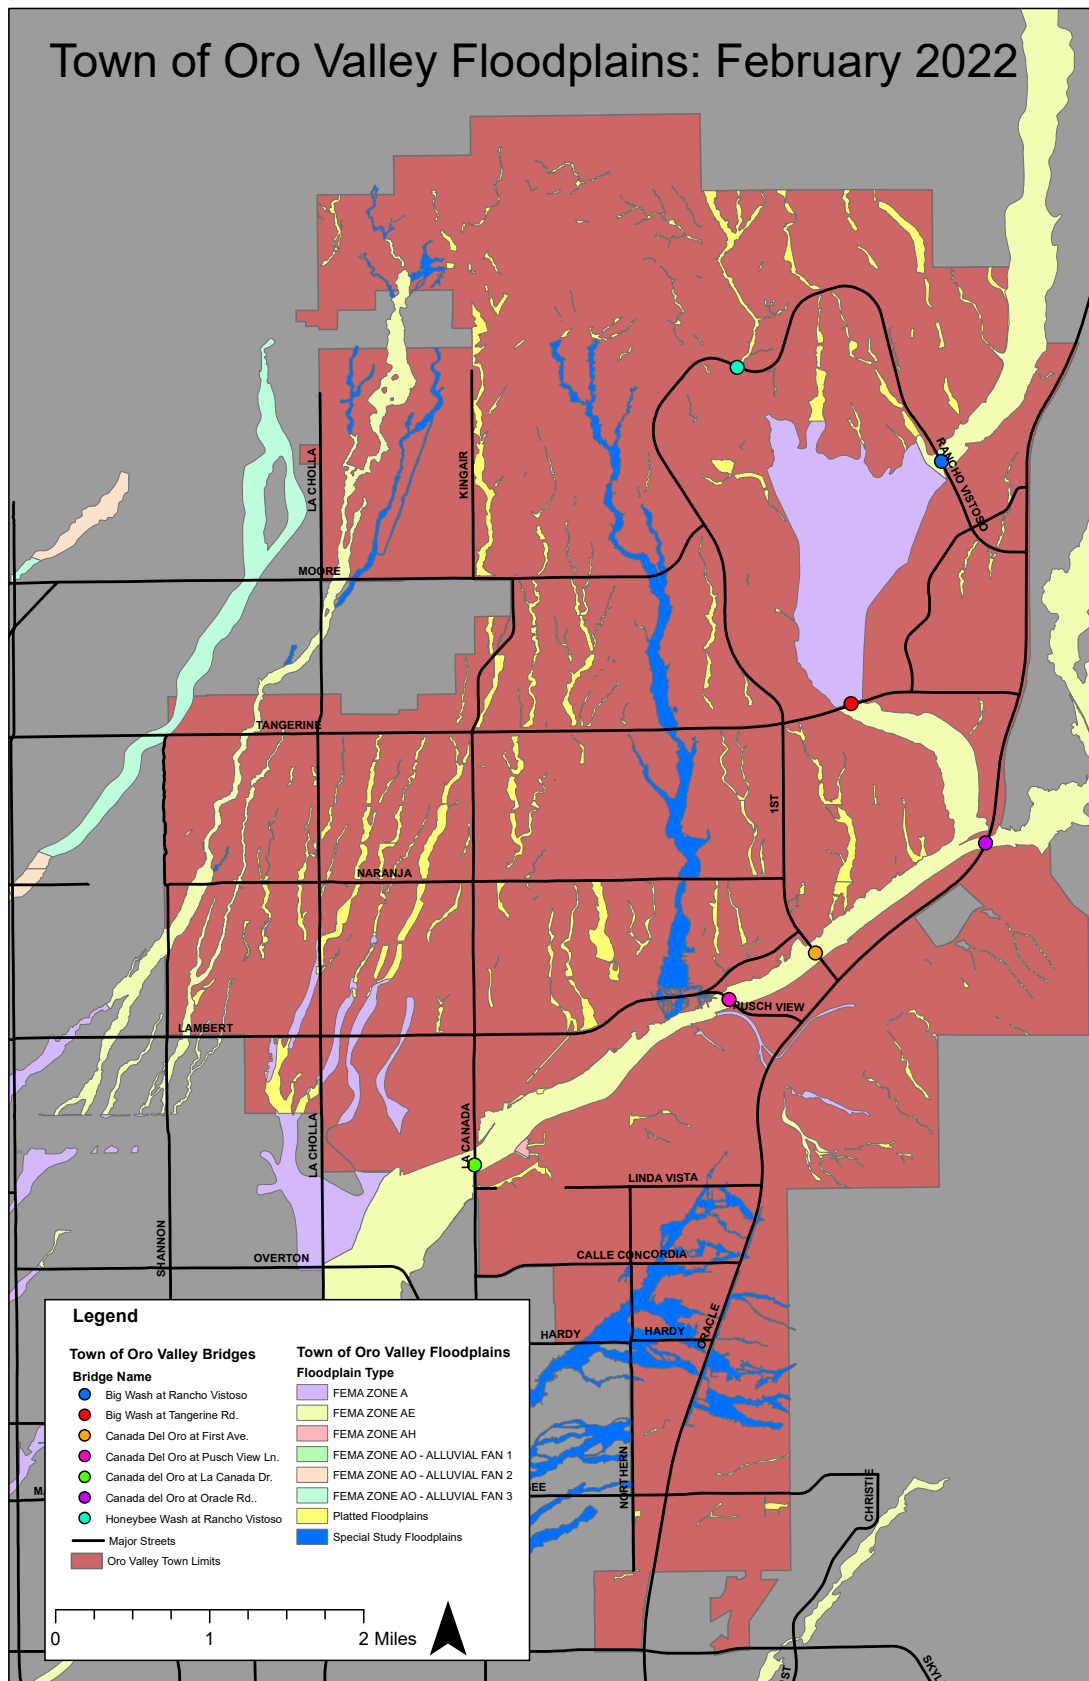 Town of Oro Valley Floodplains: February 2022
RANCHO VISTOSO
LA CHOLLA
KINGAIR
MOORE
TANGERINE
1ST
NARANJA
PUSCH VIEW
LAMBERT
LA CANADA
LA CHOLLA
LINDA VISTA
SHANNON
OVERTON
CALLE CONCORDIA
ORACLE
HARDY
HARDY
NORTHERN
CHRISTIE
Legend
Town of Oro Valley Bridges
Bridge Name
Big Wash at Rancho Vistoso
Big Wash at Tangerine Rd.
Canada Del Oro at First Ave.
Canada Del Oro at Pusch View Ln.
Canada del Oro at La Canada Dr.
Canada del Oro at Oracle Rd..
Honeybee Wash at Rancho Vistoso
Major Streets
Oro Valley Town Limits
Town of Oro Valley Floodplains
Floodplain Type
FEMA ZONE A
FEMA ZONE AE
FEMA ZONE AH
FEMA ZONE AO - ALLUVIAL FAN 1
FEMA ZONE AO - ALLUVIAL FAN 2
FEMA ZONE AO - ALLUVIAL FAN 3
Platted Floodplains
Special Study Floodplains
0 1 2 Miles